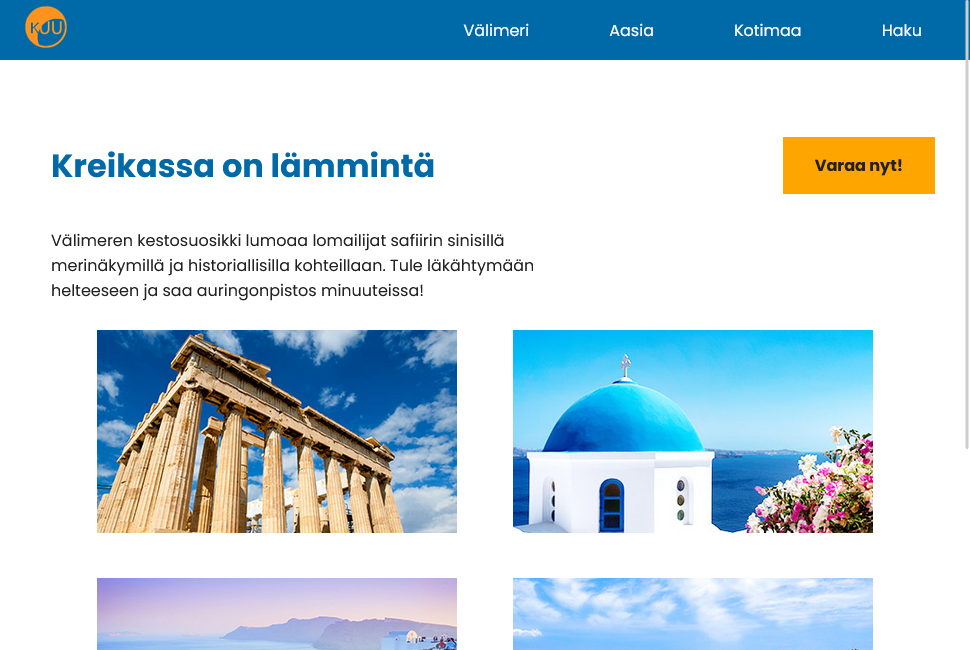 KUU
Välimeri Aasia Kotimaa Haku
Kreikassa on lämmintä
Varaa nyt!
Välimeren kestosuosikki lumoaa lomailijat safiirin sinisillä
merinäkymillä ja historiallisilla kohteillaan. Tule läkähtymään
helteeseen ja saa auringonpistos minuuteissa!